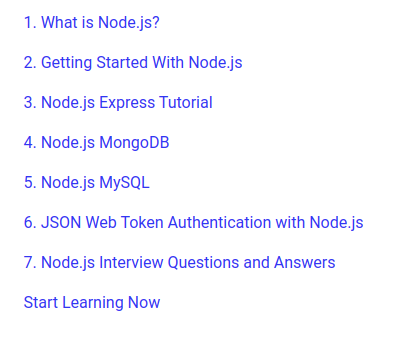 1. What is Node.js?
2. Getting Started With Node.js
3. Node.js Express Tutorial
4. Node.js MongoDB
5. Node.js MySQL
6. JSON Web Token Authentication with Node.js
7. Node.js Interview Questions and Answers
Start Learning Now